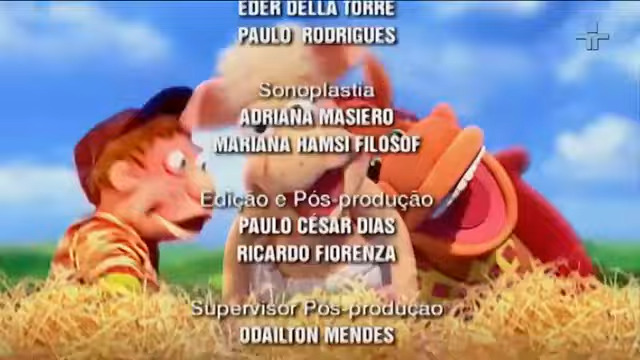 EDER DELLA TORRE
PAULO RODRIGUES
Sonoplastia
ADRIANA MASIERO
MARIANA HAMSI FILOSOF
Edição e Pós-produção
PAULO CÉSAR DIAS
RICARDO FIORENZA
Supervisor Pós-produção
ODAILTON MENDES